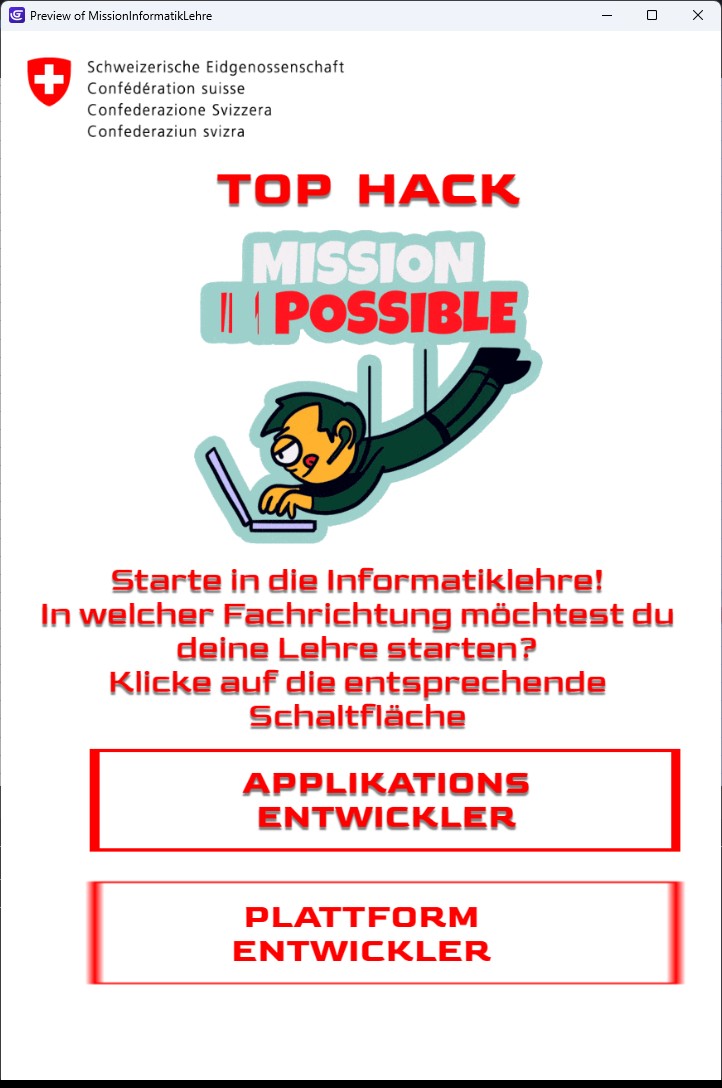 Preview of MissionInformatikLehre
Schweizerische Eidgenossenschaft
Confédération suisse
Confederazione Svizzera
Confederaziun svizra
TOP HACK
MISSION
POSSIBLE
Starte in die Informatiklehre!
In welcher Fachrichtung möchtest du
deine Lehre starten?
Klicke auf die entsprechende
Schaltfläche
APPLIKATIONS
ENTWICKLER
PLATTFORM
ENTWICKLER